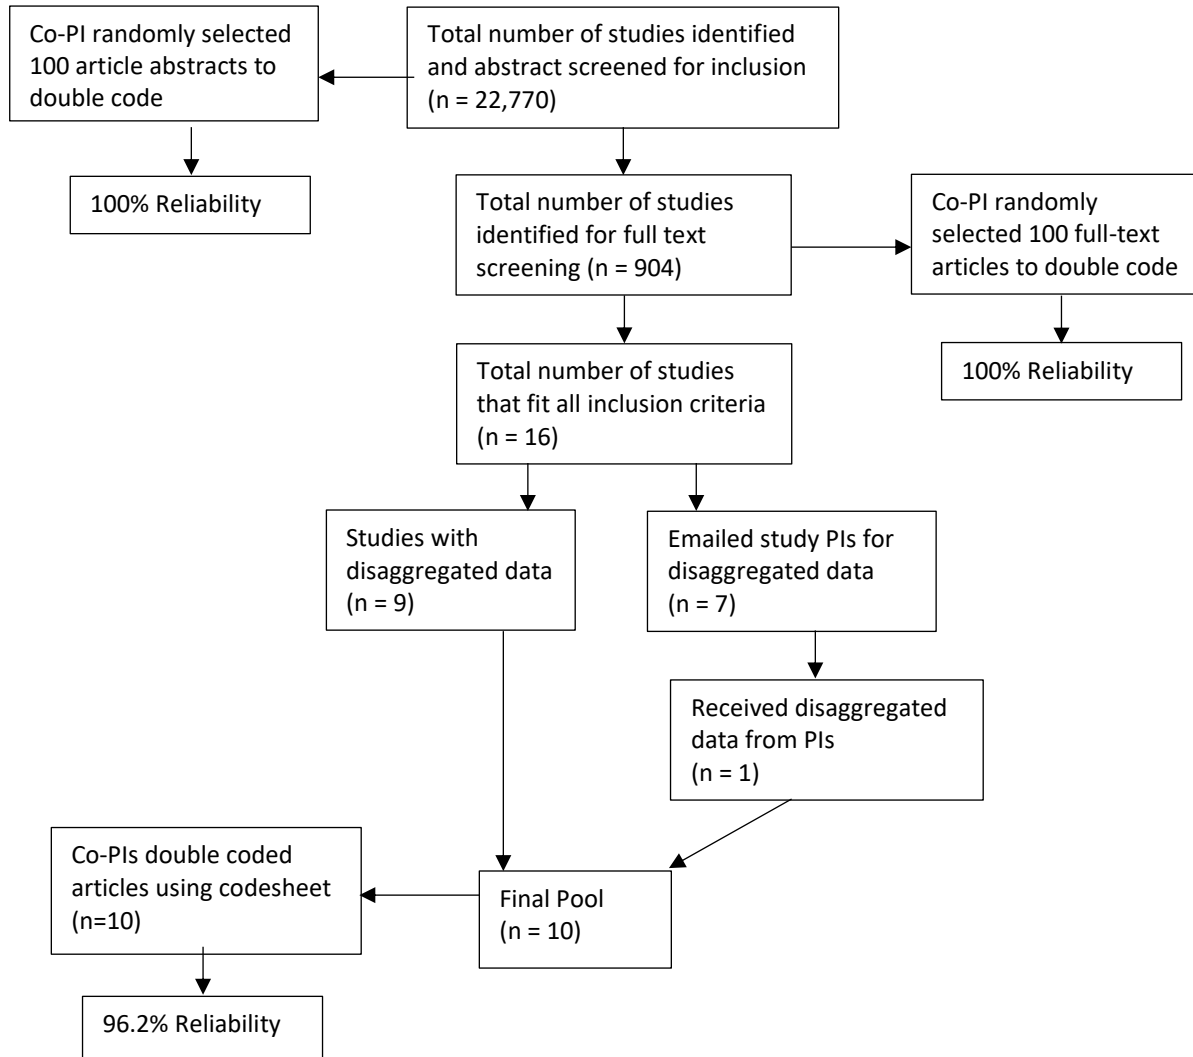 Co-PI randomly selected
100 article abstracts to
double code
Total number of studies identified
and abstract screened for inclusion
(n = 22,770)
100% Reliability
Total number of studies
identified for full text
screening (n = 904)
Co-PI randomly
selected 100 full-text
articles to double code
100% Reliability
Total number of studies
that fit all inclusion criteria
(n = 16)
Studies with
disaggregated data
(n = 9)
Emailed study PIs for
disaggregated data
(n = 7)
Received disaggregated
data from PIs
(n = 1)
Co-PIs double coded
articles using codesheet
(n=10)
Final Pool
(n = 10)
96.2% Reliability